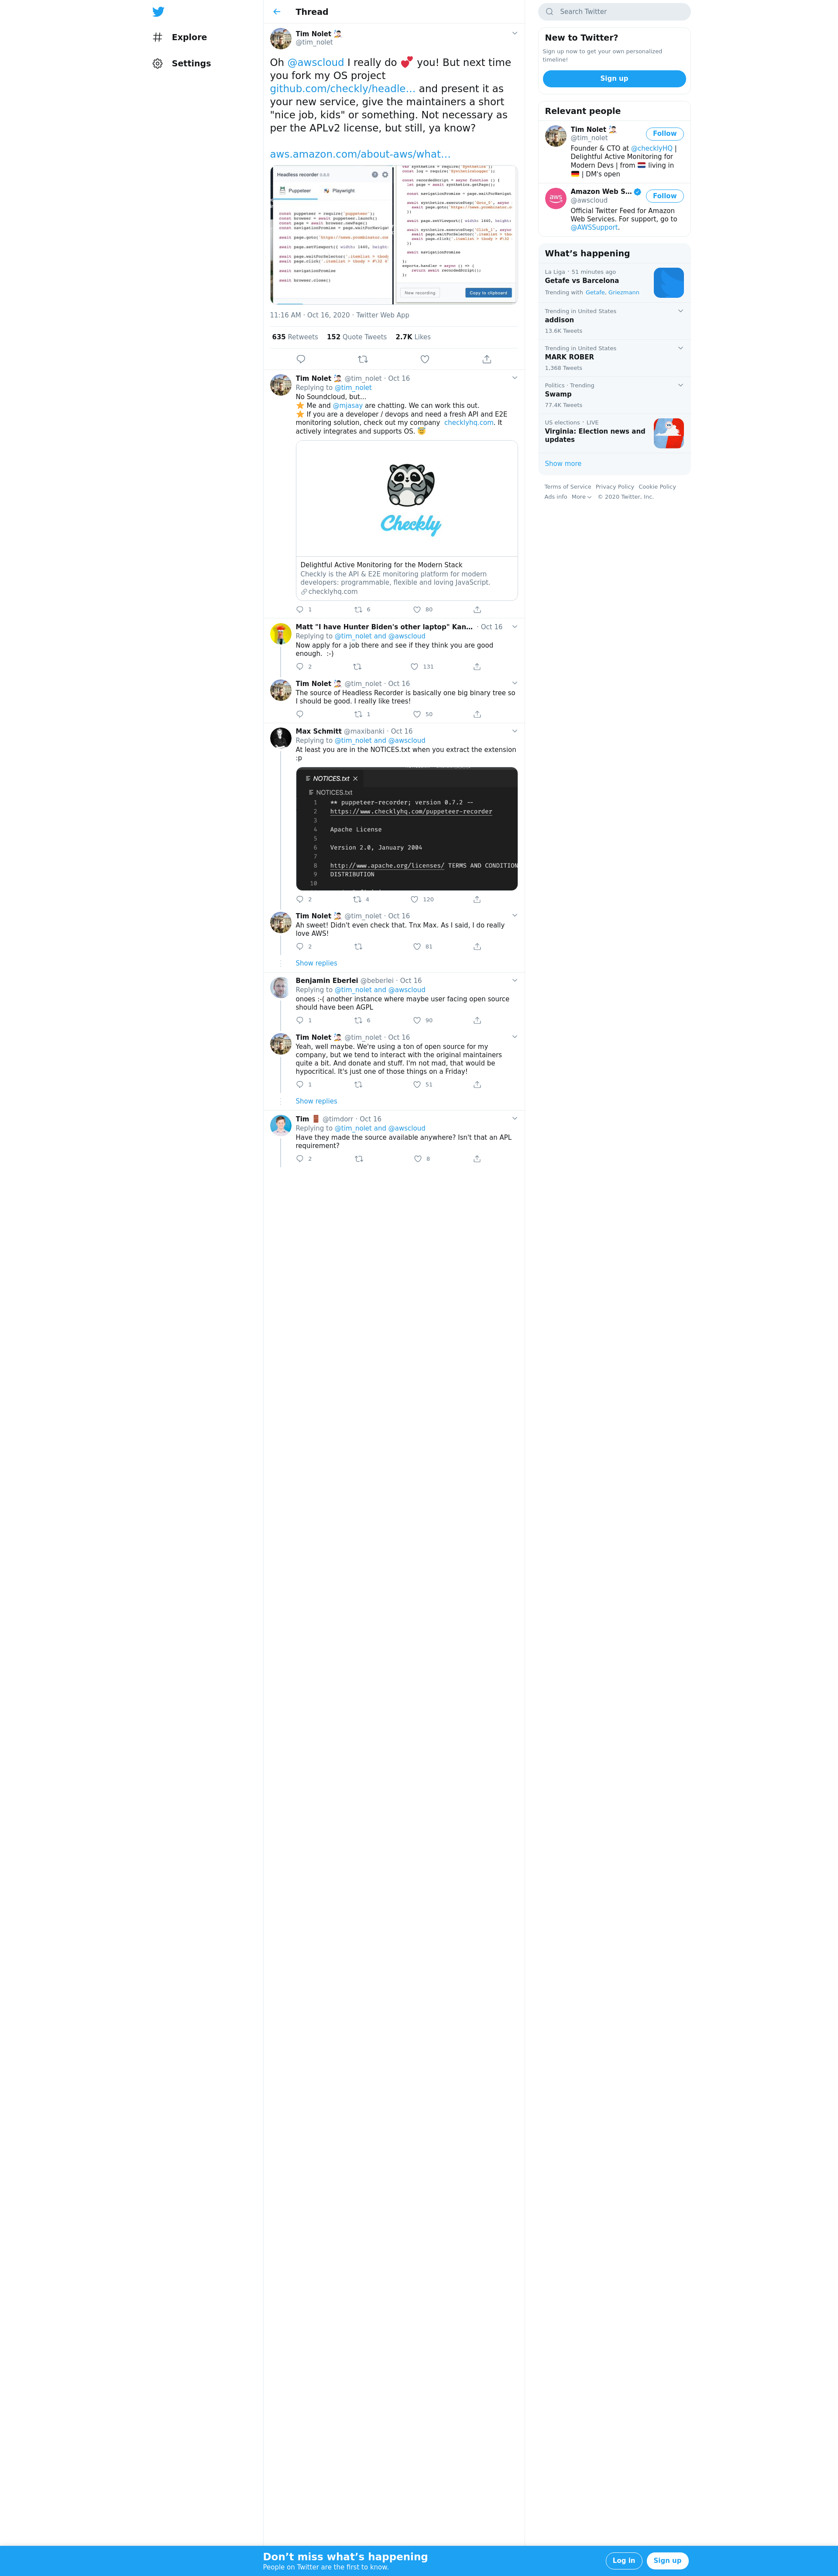 Explore
Settings
Thread
Tim Nolet
@tim_nolet
Oh @awscloud I really do 💕 you! But next time
you fork my OS project
github.com/checkly/headle… and present it as
your new service, give the maintainers a short
"nice job, kids" or something. Not necessary as
per the APLv2 license, but still, ya know?
aws.amazon.com/about-aws/what…
Headless recorder
Puppeteer
Playwright
New recording
Copy to clipboard
11:16 AM · Oct 16, 2020 · Twitter Web App
635 Retweets 152 Quote Tweets 2.7K Likes
Tim Nolet @tim_nolet · Oct 16
Replying to @tim_nolet
No Soundcloud, but...
⭐ Me and @mjasay are chatting. We can work this out.
⭐ If you are a developer / devops and need a fresh API and E2E
monitoring solution, check out my company checklyhq.com. It
actively integrates and supports OS. 😇
Checkly
Delightful Active Monitoring for the Modern Stack
Checkly is the API & E2E monitoring platform for modern
developers: programmable, flexible and loving JavaScript.
checklyhq.com
1 6 80
Matt "I have Hunter Biden's other laptop" Kan… · Oct 16
Replying to @tim_nolet and @awscloud
Now apply for a job there and see if they think you are good
enough. :-)
2 131
Tim Nolet @tim_nolet · Oct 16
The source of Headless Recorder is basically one big binary tree so
I should be good. I really like trees!
1 50
Max Schmitt @maxibanki · Oct 16
Replying to @tim_nolet and @awscloud
At least you are in the NOTICES.txt when you extract the extension
:p
NOTICES.txt ×
NOTICES.txt
1 ** puppeteer-recorder; version 0.7.2 --
2 https://www.checklyhq.com/puppeteer-recorder
3
4 Apache License
5
6 Version 2.0, January 2004
7
8 http://www.apache.org/licenses/ TERMS AND CONDITION
9 DISTRIBUTION
10
2 4 120
Tim Nolet @tim_nolet · Oct 16
Ah sweet! Didn't even check that. Tnx Max. As I said, I do really
love AWS!
2 81
Show replies
Benjamin Eberlei @beberlei · Oct 16
Replying to @tim_nolet and @awscloud
onoes :-( another instance where maybe user facing open source
should have been AGPL
1 6 90
Tim Nolet @tim_nolet · Oct 16
Yeah, well maybe. We're using a ton of open source for my
company, but we tend to interact with the original maintainers
quite a bit. And donate and stuff. I'm not mad, that would be
hypocritical. It's just one of those things on a Friday!
1 51
Show replies
Tim 🚪 @timdorr · Oct 16
Replying to @tim_nolet and @awscloud
Have they made the source available anywhere? Isn't that an APL
requirement?
2 8
Search Twitter
New to Twitter?
Sign up now to get your own personalized
timeline!
Sign up
Relevant people
Tim Nolet
@tim_nolet
Follow
Founder & CTO at @checklyHQ |
Delightful Active Monitoring for
Modern Devs | from 🇳🇱 living in
🇩🇪 | DM's open
aws
Amazon Web S…
@awscloud
Follow
Official Twitter Feed for Amazon
Web Services. For support, go to
@AWSSupport.
What's happening
La Liga · 51 minutes ago
Getafe vs Barcelona
Trending with Getafe, Griezmann
Trending in United States
addison
13.6K Tweets
Trending in United States
MARK ROBER
1,368 Tweets
Politics · Trending
Swamp
77.4K Tweets
US elections · LIVE
Virginia: Election news and
updates
Show more
Terms of Service Privacy Policy Cookie Policy
Ads info More © 2020 Twitter, Inc.
Don't miss what's happening
People on Twitter are the first to know.
Log in
Sign up